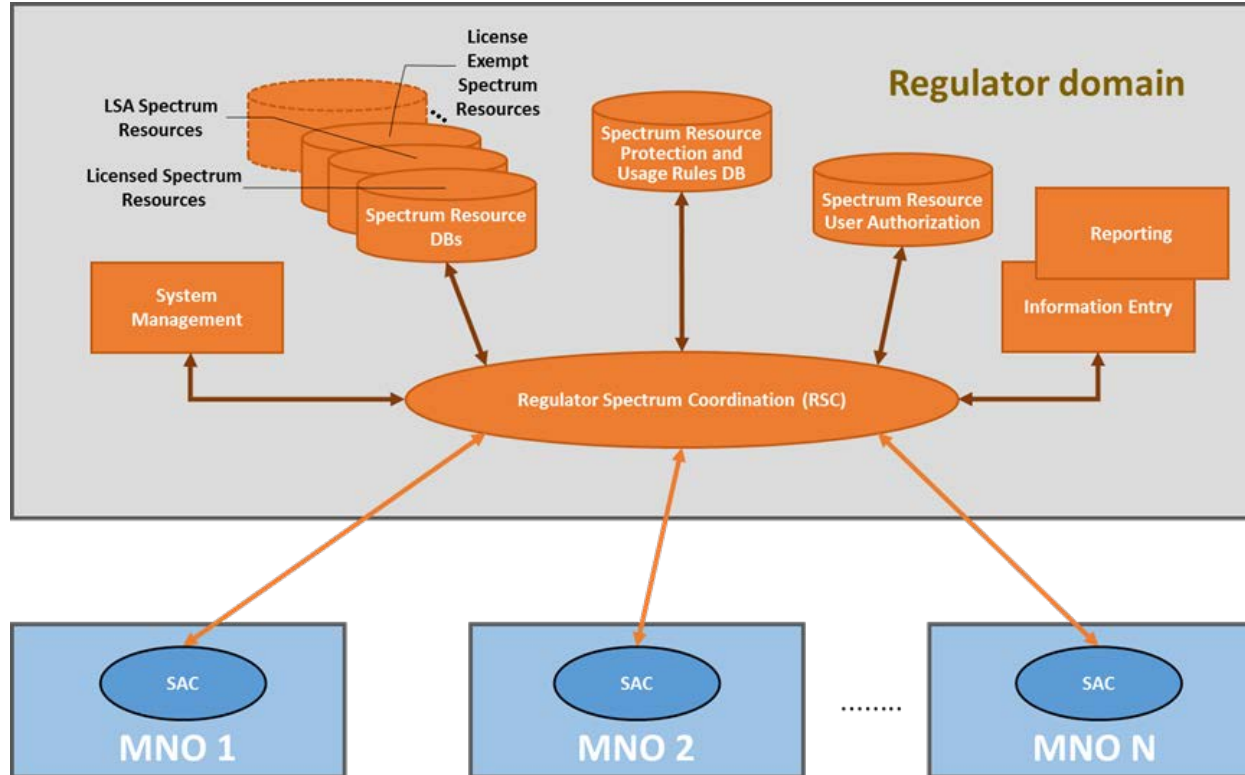 License
Exempt
Spectrum
Resources
LSA Spectrum
Resources
Licensed Spectrum
Resources
Spectrum Resource
DBs
Spectrum Resource
Protection and
Usage Rules DB
Spectrum Resource
User Authorization
Regulator domain
Reporting
Information Entry
System
Management
Regulator Spectrum Coordination (RSC)
SAC
MNO 1
SAC
MNO 2
........
SAC
MNO N